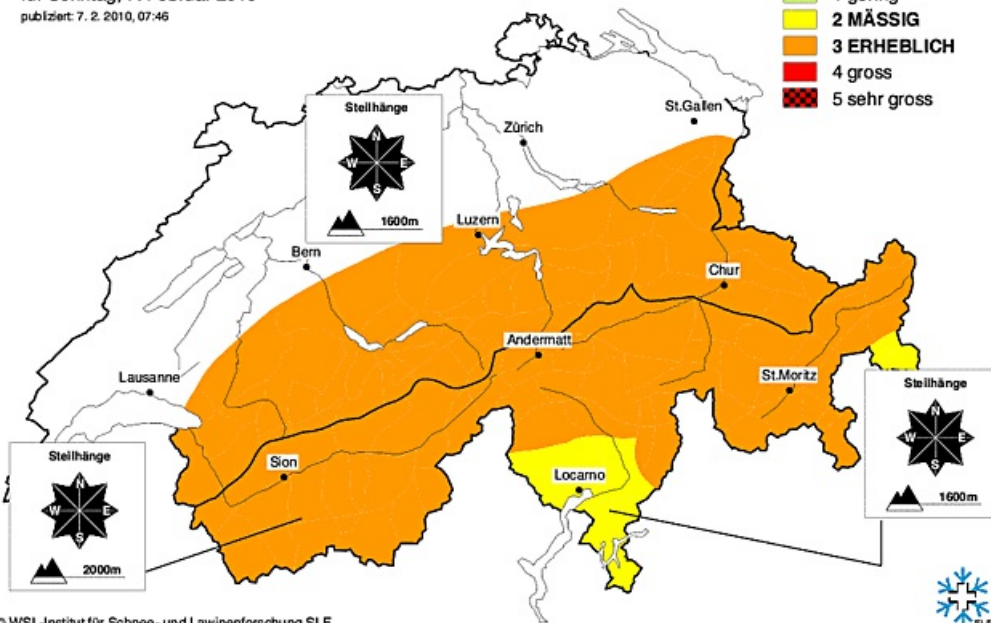 publiziert: 7. 2. 2010, 07:46
2 MÄSSIG
3 ERHEBLICH
4 gross
5 sehr gross
Steilhänge
N
W E
S
1600m
St.Gallen
Zürich
Luzern
Bern
Chur
Andermatt
Lausanne
St.Moritz
Steilhänge
N
W E
S
1600m
Sion
Locarno
Steilhänge
N
W E
S
2000m
WSL-Institut für Schnee- und Lawinenforschung SLF
SLF